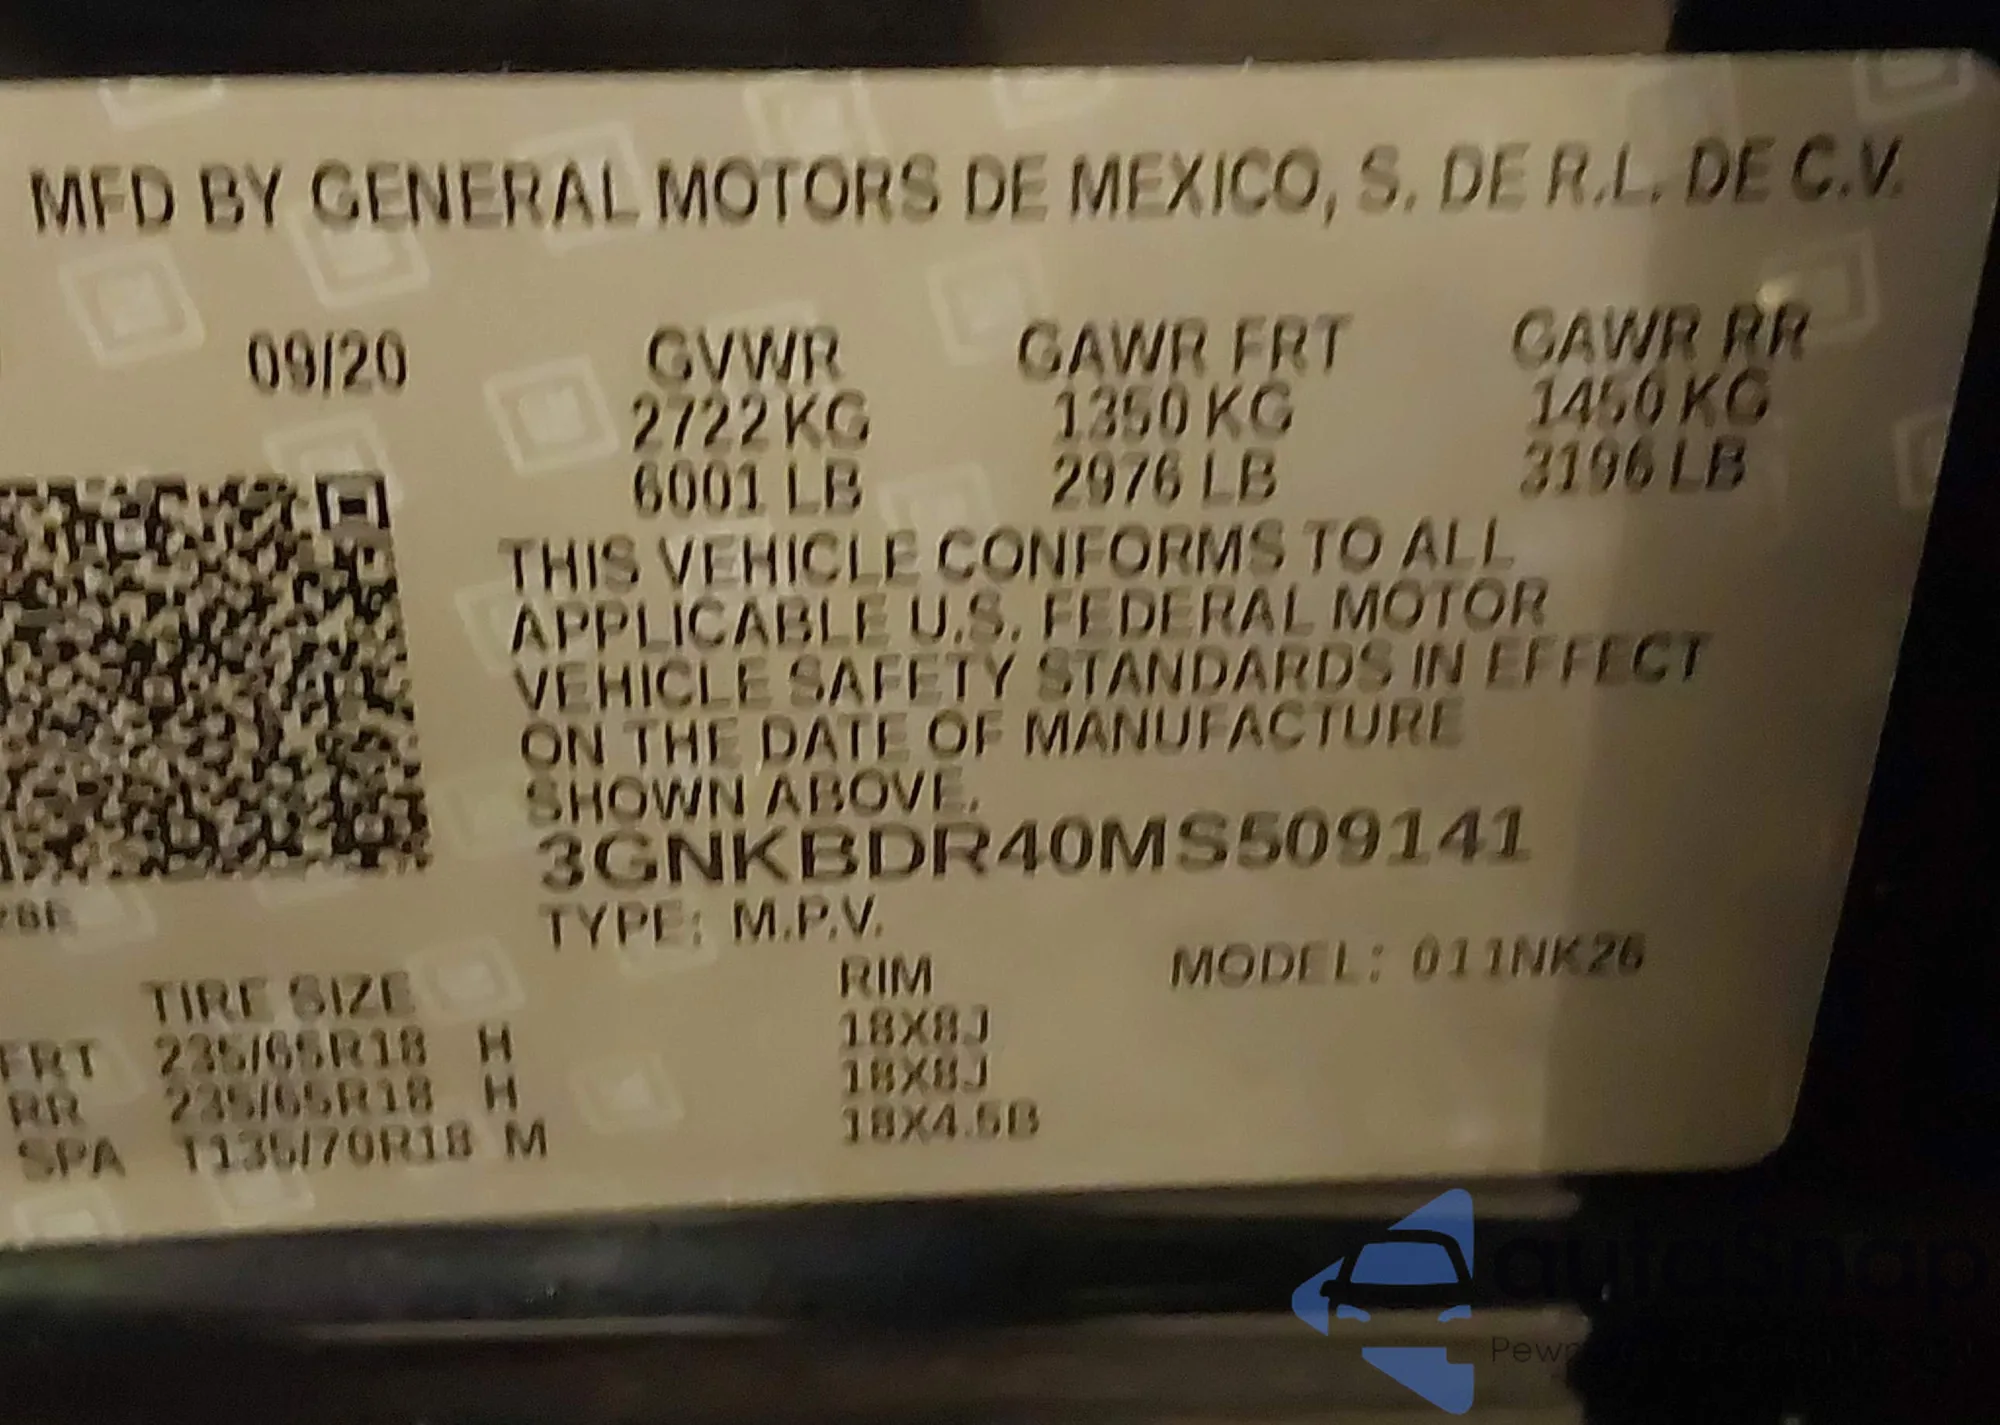 MFD BY GENERAL MOTORS DE MEXICO, S. DE R.L. DE C.V.
09/20 GVWR GAWR FRT GAWR RR
2722 KG 1350 KG 1450 KG
6001 LB 2976 LB 3196 LB
THIS VEHICLE CONFORMS TO ALL
APPLICABLE U.S. FEDERAL MOTOR
VEHICLE SAFETY STANDARDS IN EFFECT
ON THE DATE OF MANUFACTURE
SHOWN ABOVE.
3GNKBDR40MS509141
TYPE: M.P.V.
MODEL: 011NK26
TIRE SIZE RIM
FRT 235/65R18 H 18X8J
RR 235/65R18 H 18X8J
SPA T135/70R18 M 18X4.5B
autosnap